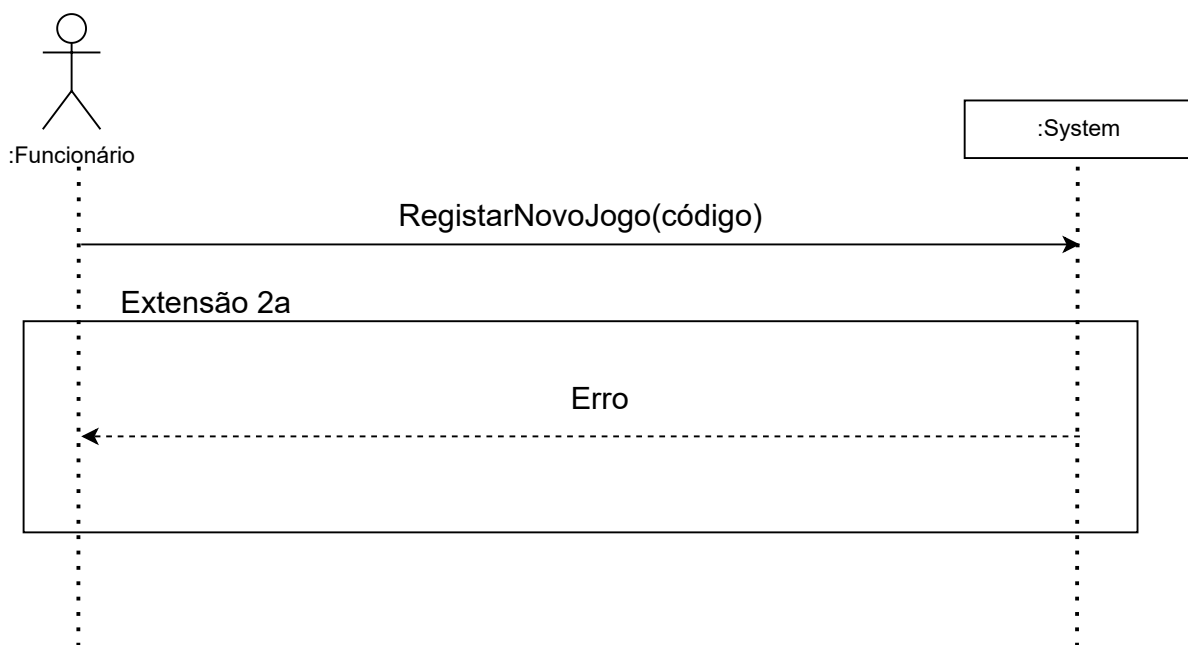 :Funcionário
:System
RegistarNovoJogo(código)
Extensão 2a
Erro